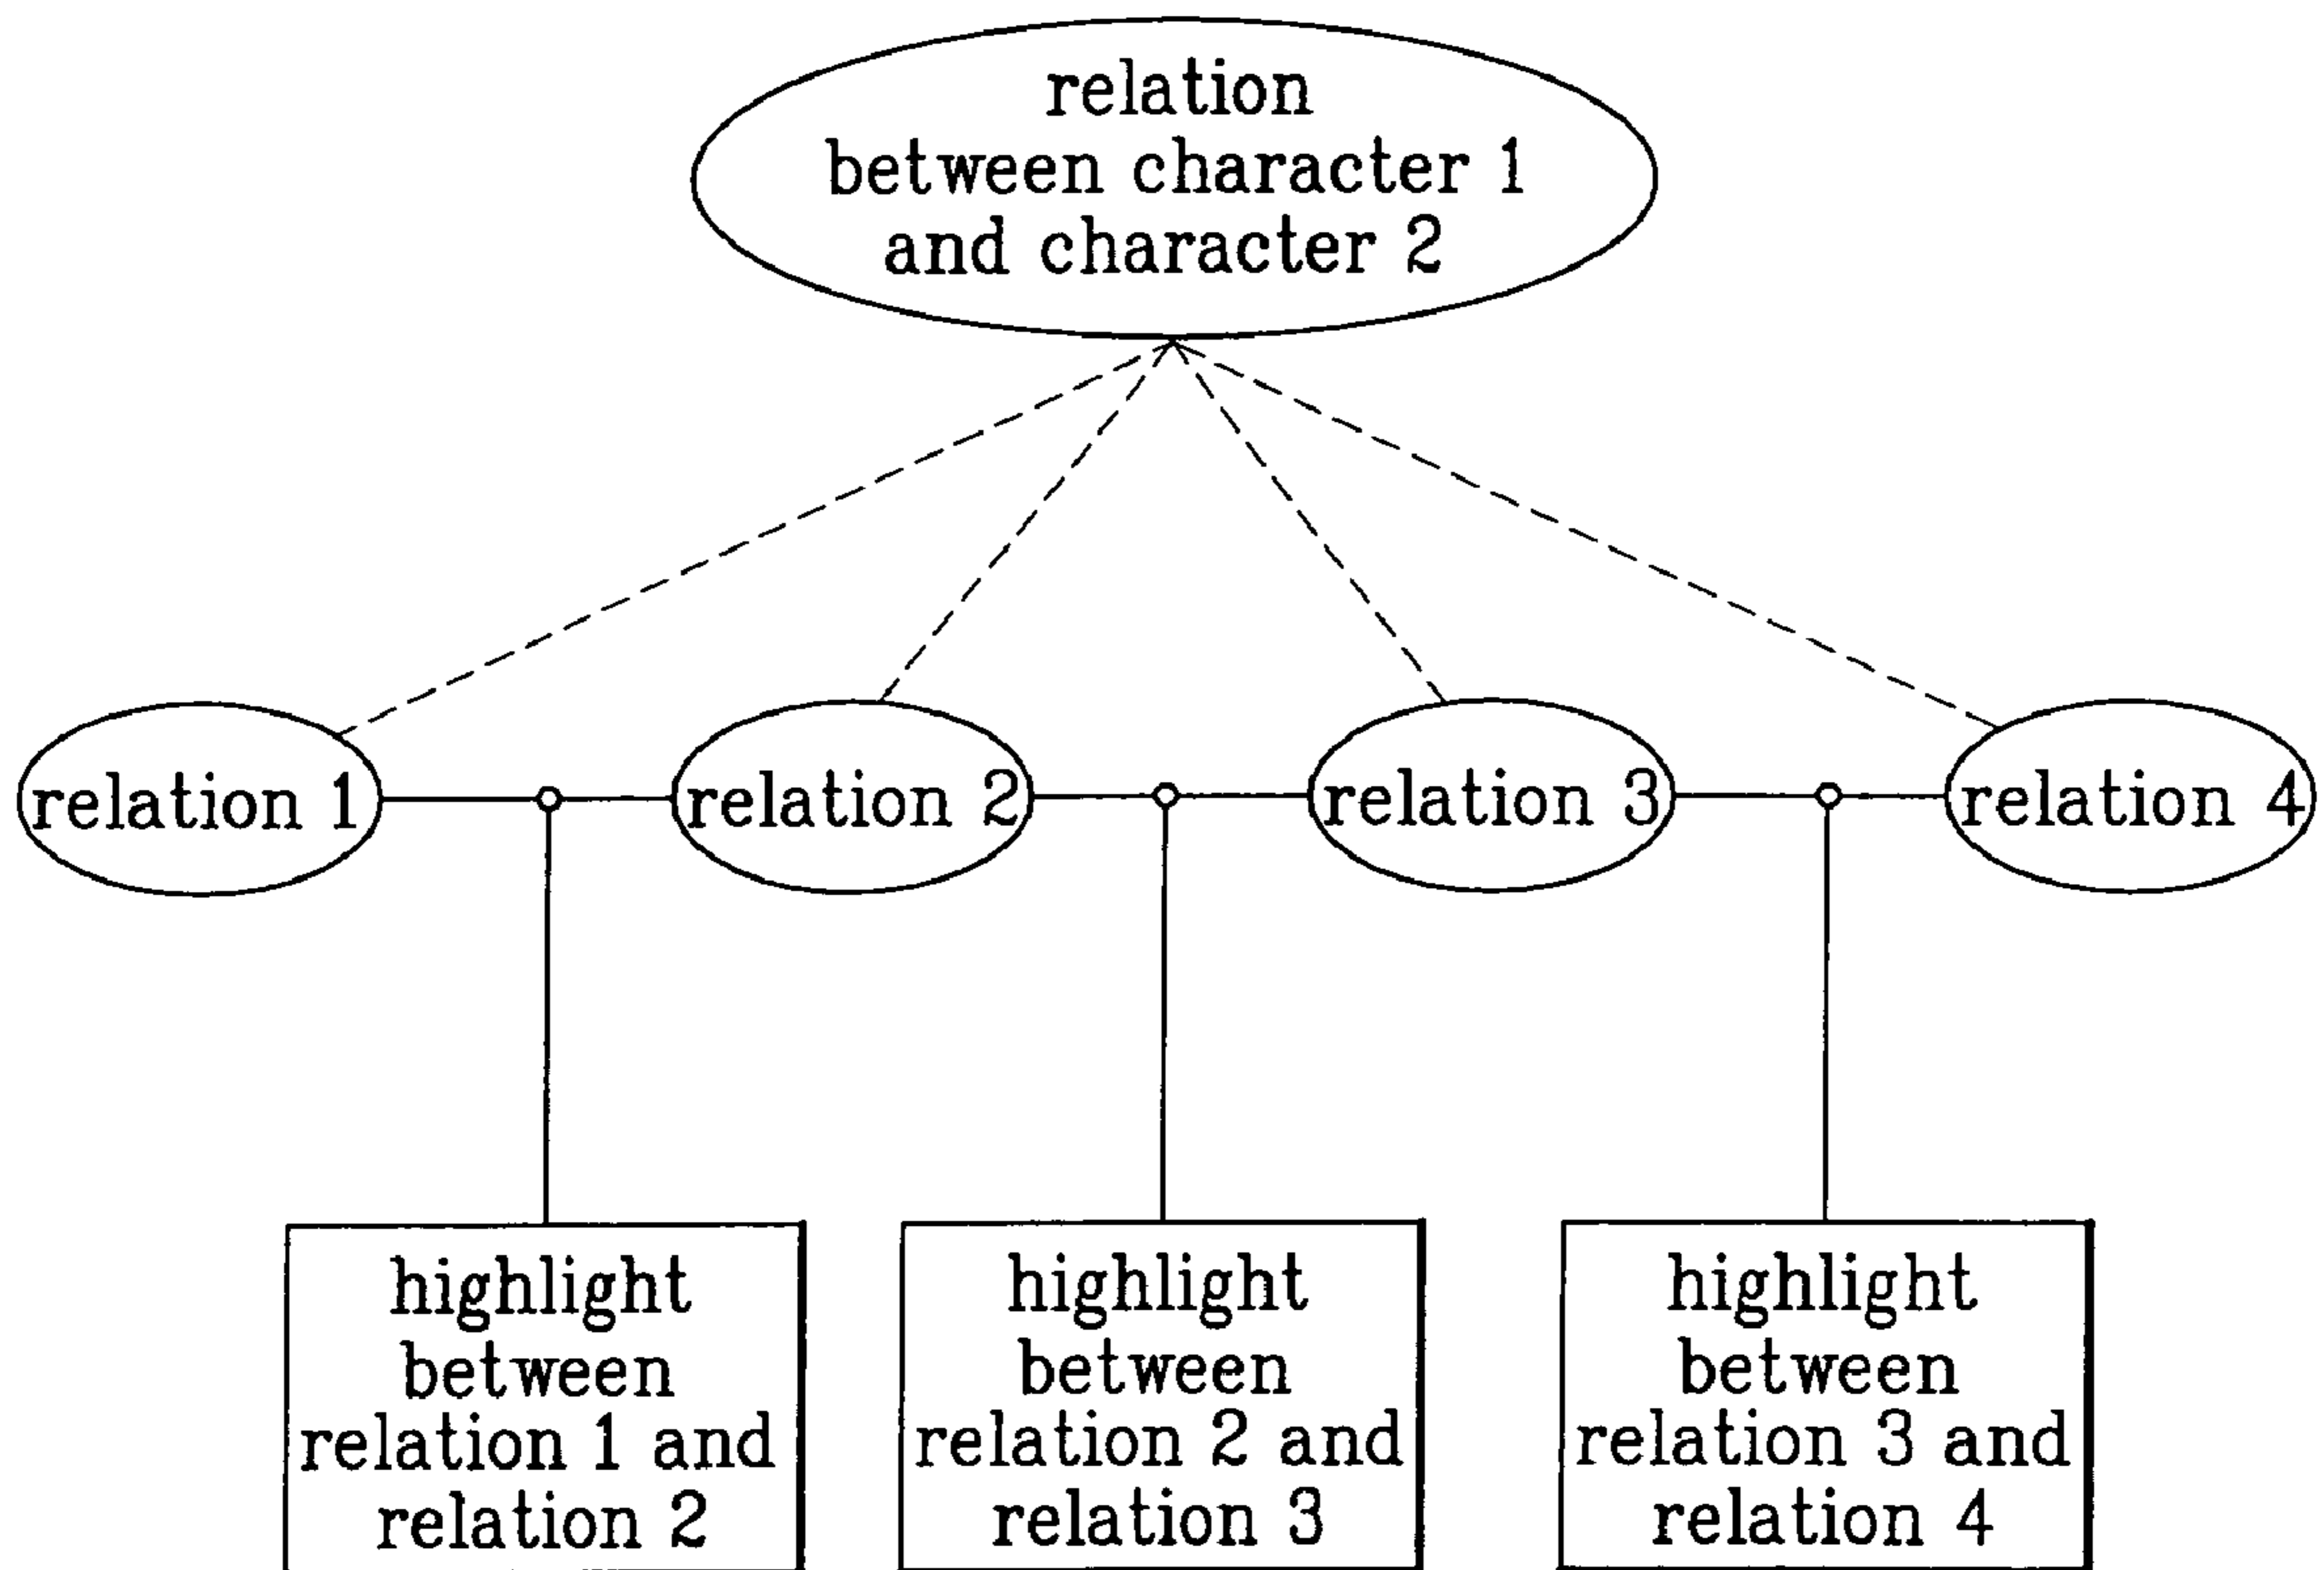 relation
between character 1
and character 2
relation 1
relation 2
relation 3
relation 4
highlight
between
relation 1 and
relation 2
highlight
between
relation 2 and
relation 3
highlight
between
relation 3 and
relation 4